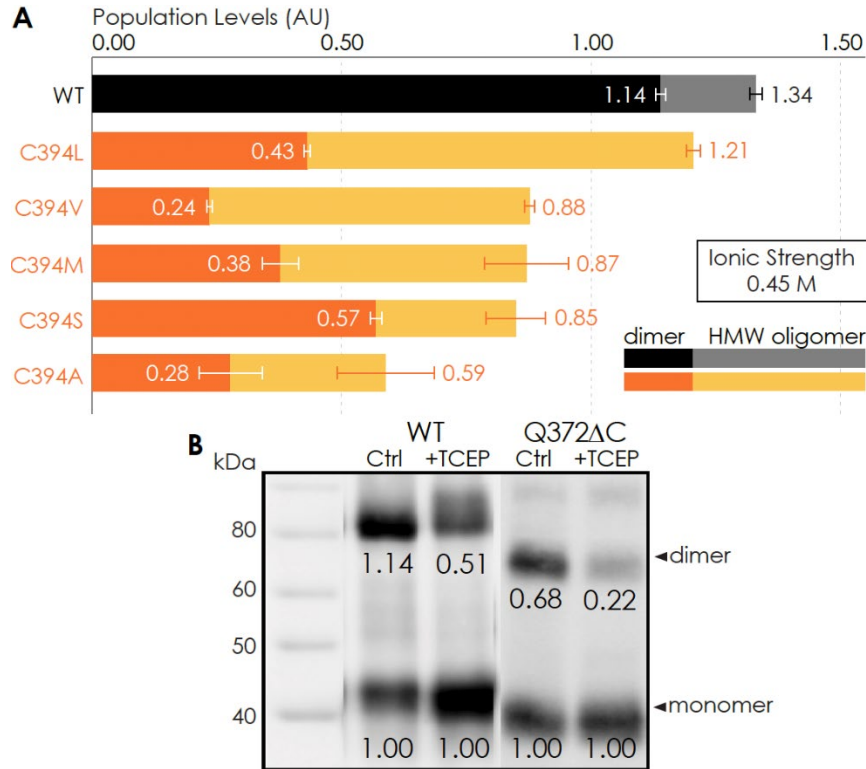 A
Population Levels (AU)
0.00 0.50 1.00 1.50
WT 1.14 1.34
C394L 0.43 1.21
C394V 0.24 0.88
C394M 0.38 0.87
C394S 0.57 0.85
C394A 0.28 0.59
Ionic Strength
0.45 M
dimer HMW oligomer
B
WT Q372ΔC
kDa Ctrl +TCEP Ctrl +TCEP
80
60
50
40
1.14 0.51 0.68 0.22
dimer
monomer
1.00 1.00 1.00 1.00